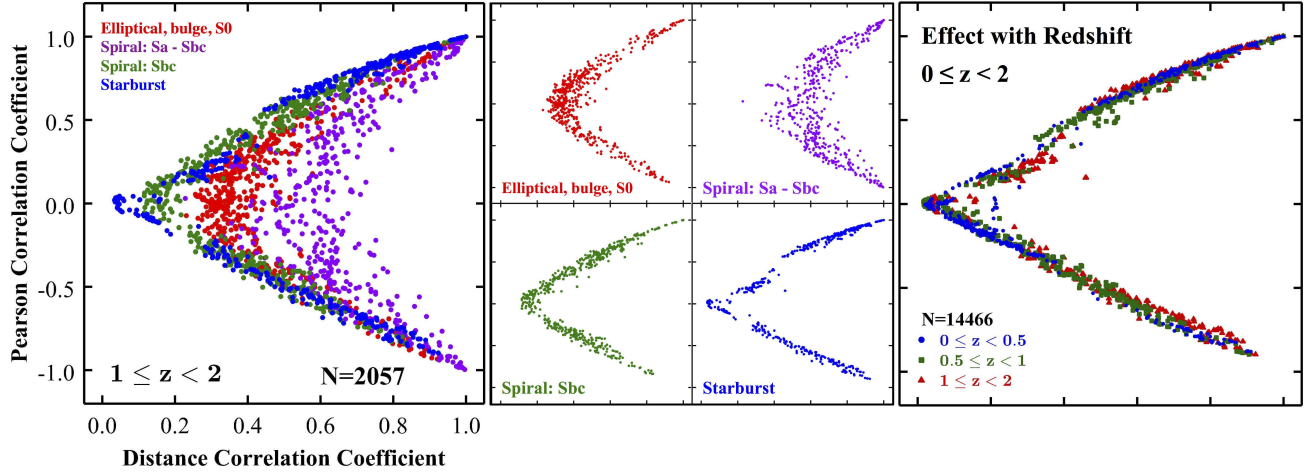 Pearson Correlation Coefficient
1.0
0.5
0.0
-0.5
-1.0
Elliptical, bulge, S0
Spiral: Sa - Sbc
Spiral: Sbc
Starburst
1 ≤ z < 2
N=2057
0.0 0.2 0.4 0.6 0.8 1.0
Distance Correlation Coefficient
Elliptical, bulge, S0
Spiral: Sa - Sbc
Spiral: Sbc
Starburst
Effect with Redshift
0 ≤ z < 2
N=14466
0 ≤ z < 0.5
0.5 ≤ z < 1
1 ≤ z < 2